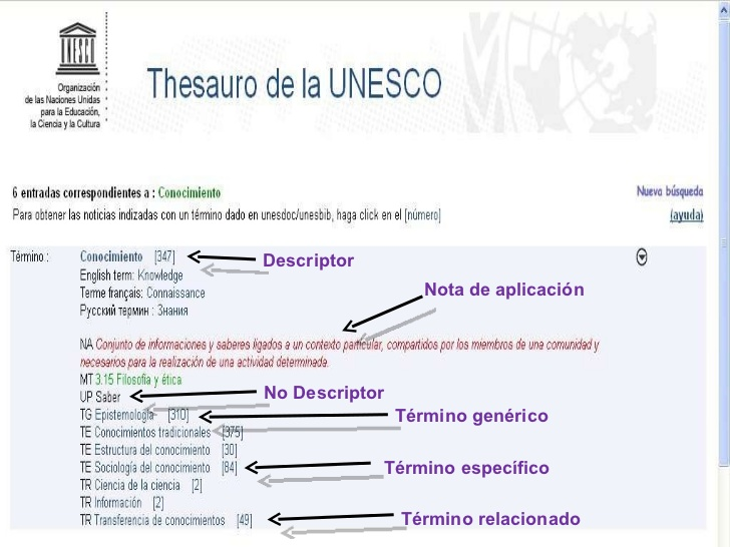 UNESCO
Organización
de las Naciones Unidas
para la Educación,
la Ciencia y la Cultura
Thesauro de la UNESCO
6 entradas correspondientes a : Conocimiento
Nueva búsqueda
Para obtener las noticias indizadas con un término dado en unesdoc/unesbib, haga click en el [número]
(ayuda)
Término : Conocimiento [347] Descriptor
English term: Knowledge
Terme français: Connaissance
Nota de aplicación
Русский термин : Знания
NA Conjunto de informaciones y saberes ligados a un contexto particular, compartidos por los miembros de una comunidad y
necesarios para la realización de una actividad determinada.
MT 3.15 Filosofía y ética
UP Saber No Descriptor
TG Epistemología [310] Término genérico
TE Conocimientos tradicionales [375]
TE Estructura del conocimiento [30]
TE Sociología del conocimiento [84] Término específico
TR Ciencia de la ciencia [2]
TR Información [2]
TR Transferencia de conocimientos [49] Término relacionado